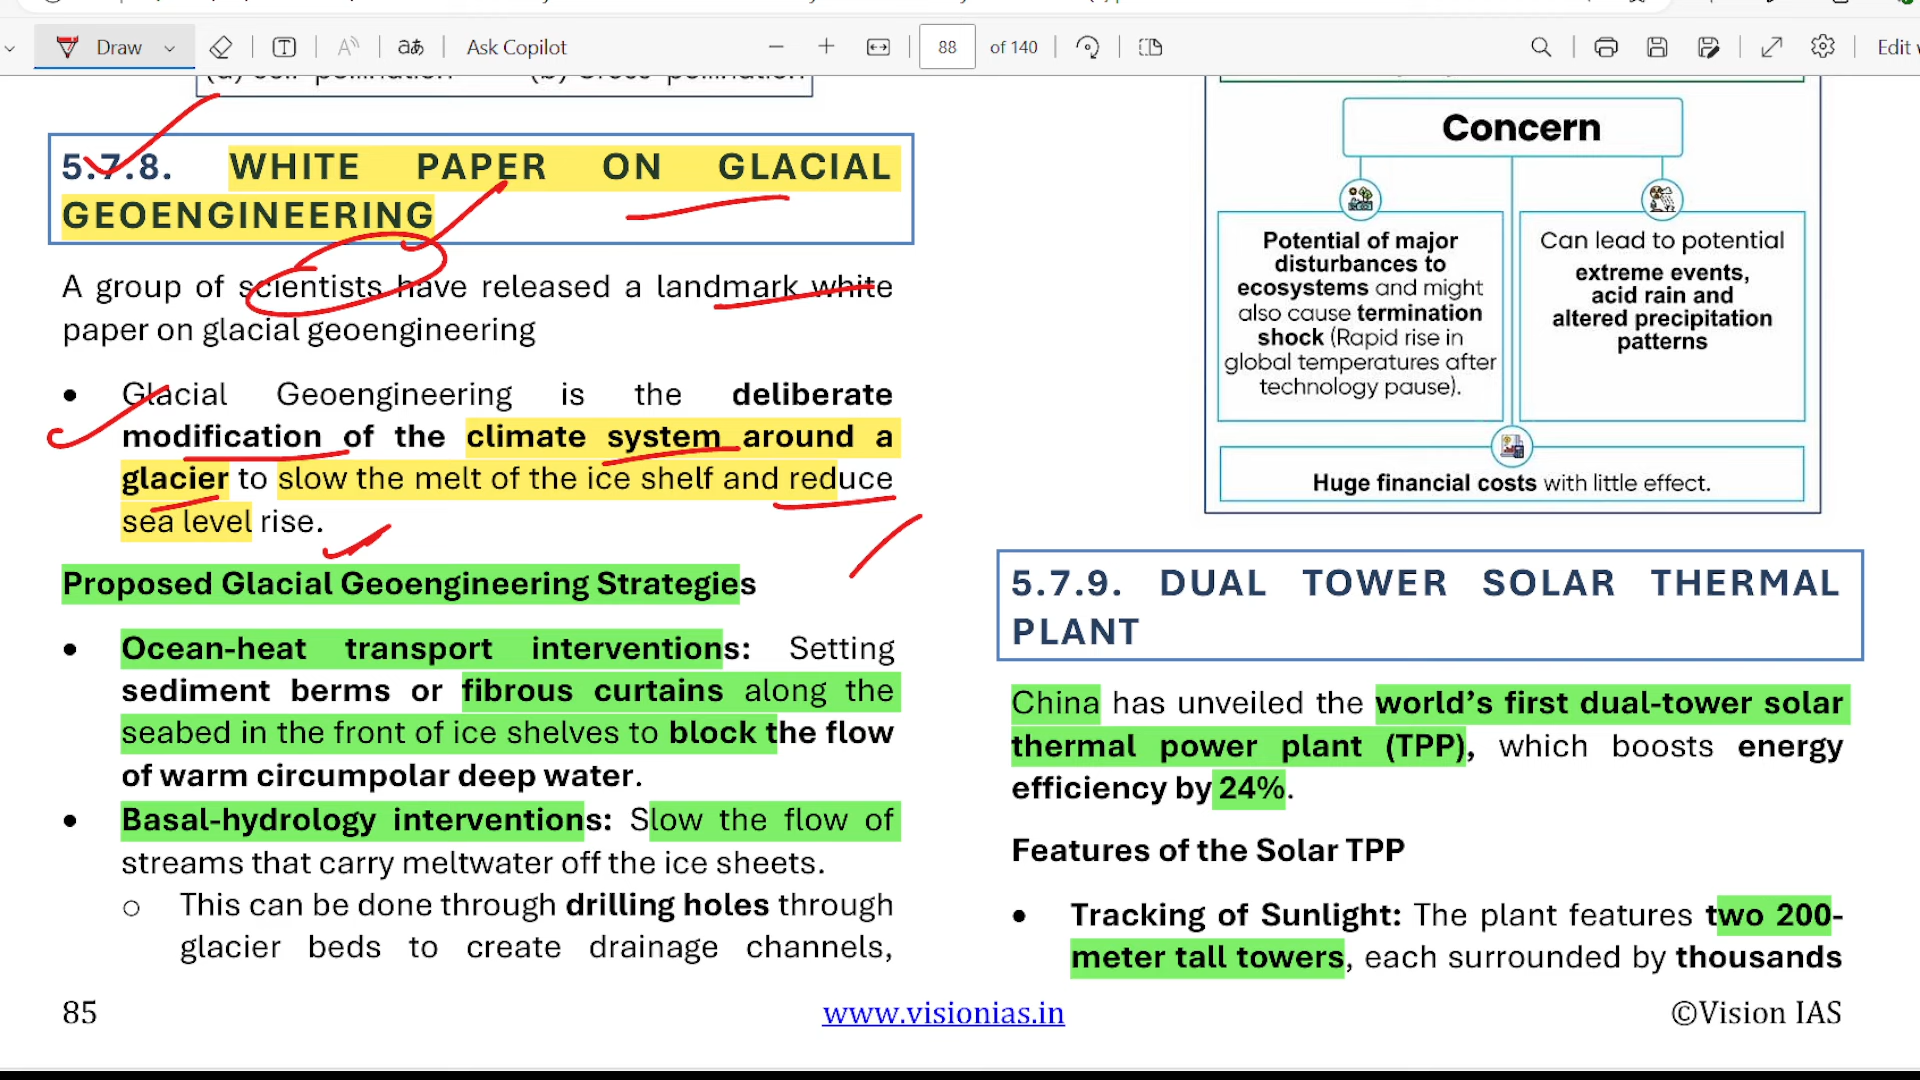 Draw
Ask Copilot
88
of 140
Edit
(a) Self-pollination (b) Cross-pollination
5.7.8. WHITE PAPER ON GLACIAL
GEOENGINEERING
A group of scientists have released a landmark white
paper on glacial geoengineering
Glacial Geoengineering is the deliberate
modification of the climate system around a
glacier to slow the melt of the ice shelf and reduce
sea level rise.
Proposed Glacial Geoengineering Strategies
Ocean-heat transport interventions: Setting
sediment berms or fibrous curtains along the
seabed in the front of ice shelves to block the flow
of warm circumpolar deep water.
Basal-hydrology interventions: Slow the flow of
streams that carry meltwater off the ice sheets.
This can be done through drilling holes through
glacier beds to create drainage channels,
Concern
Potential of major
disturbances to
ecosystems and might
also cause termination
shock (Rapid rise in
global temperatures after
technology pause).
Can lead to potential
extreme events,
acid rain and
altered precipitation
patterns
Huge financial costs with little effect.
5.7.9. DUAL TOWER SOLAR THERMAL
PLANT
China has unveiled the world's first dual-tower solar
thermal power plant (TPP), which boosts energy
efficiency by 24%.
Features of the Solar TPP
Tracking of Sunlight: The plant features two 200-
meter tall towers, each surrounded by thousands
85
www.visionias.in
©Vision IAS